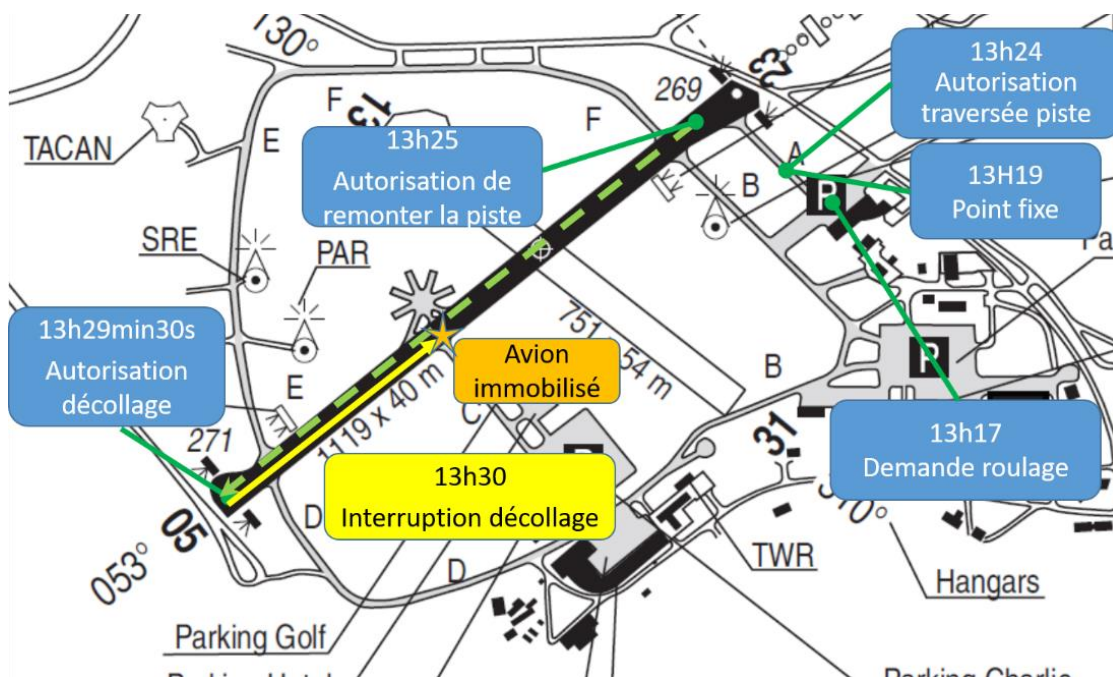 130°
23
13h24
Autorisation
traversée piste
F
F
269
13
A
TACAN
E
13h25
Autorisation de
remonter la piste
B
P
13H19
Point fixe
SRE
PAR
Pa
13h29min30s
Autorisation
décollage
Avion
immobilisé
751 x 54 m
P
E
B
C
1119 x 40 m
271
31
13h17
Demande roulage
13h30
Interruption décollage
05
D
053°
D
TWR
Hangars
Parking Golf
Parking Hotel
Parking Charlie